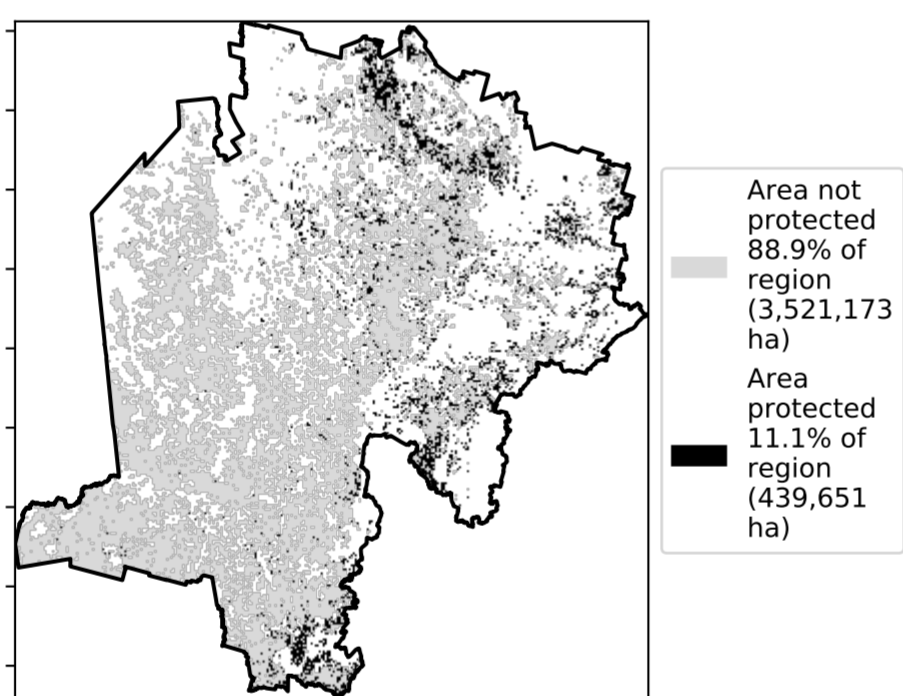 Area not
protected
88.9% of
region
(3,521,173
ha)
Area
protected
11.1% of
region
(439,651
ha)